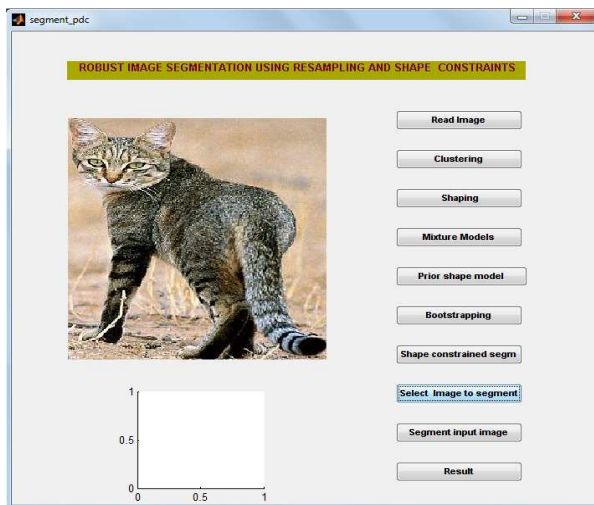 segment_pdc
ROBUST IMAGE SEGMENTATION USING RESAMPLING AND SHAPE CONSTRAINTS
Read Image
Clustering
Shaping
Mixture Models
Prior shape model
Bootstrapping
Shape constrained segm
Select Image to segment
Segment input image
Result
1
0.5
0
0
0.5
1